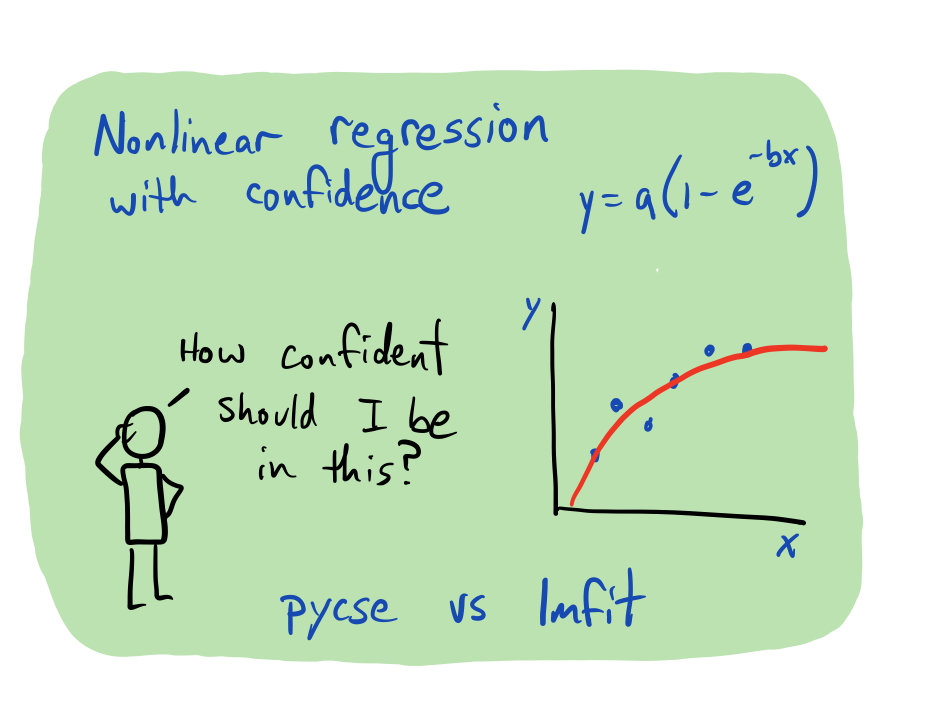 Nonlinear regression
with confidence
y = a(1 - e^{-bx})
How confident
should I be
in this?
y
x
pycse vs lmfit